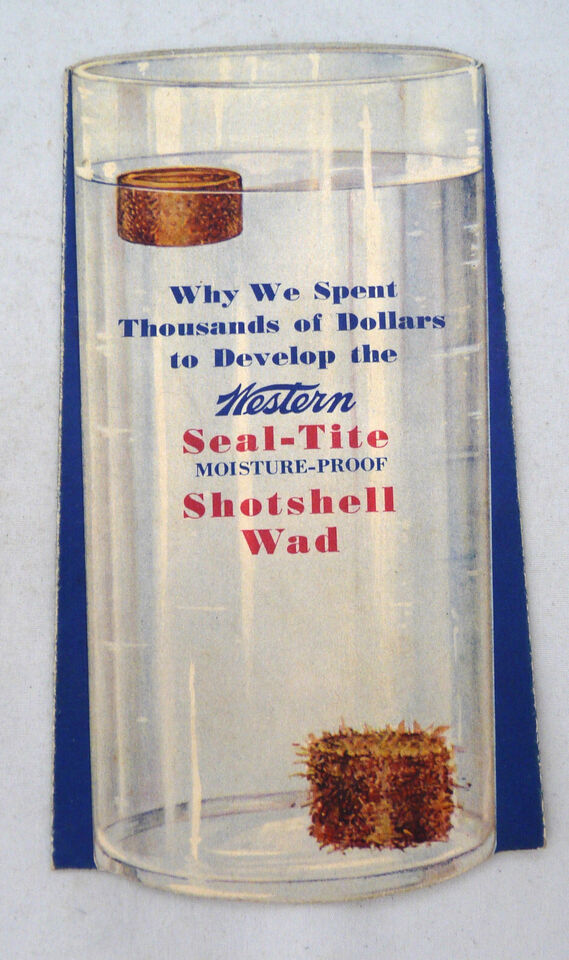 Why We Spent
Thousands of Dollars
to Develop the
Western
Seal-Tite
MOISTURE-PROOF
Shotshell
Wad